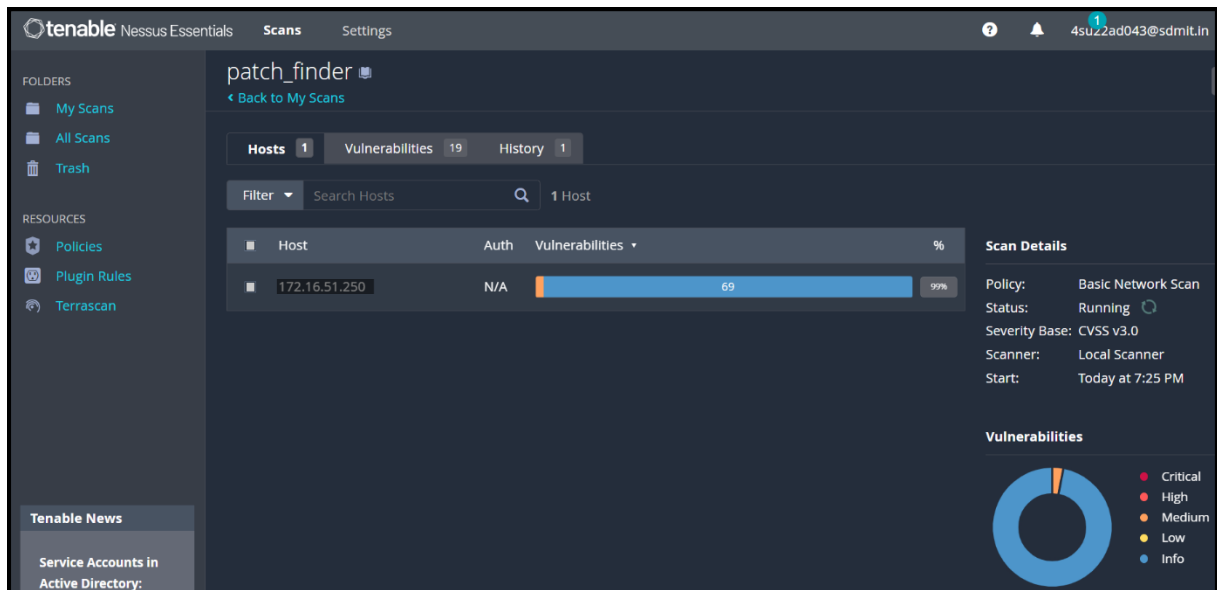 tenable Nessus Essentials Scans Settings 1 4su22ad043@sdmit.in
FOLDERS
My Scans
All Scans
Trash
RESOURCES
Policies
Plugin Rules
Terrascan
Tenable News
Service Accounts in
Active Directory:
patch_finder
Back to My Scans
Hosts 1 Vulnerabilities 19 History 1
Filter Search Hosts 1 Host
Host Auth Vulnerabilities %
172.16.51.250 N/A 69 99%
Scan Details
Policy: Basic Network Scan
Status: Running
Severity Base: CVSS v3.0
Scanner: Local Scanner
Start: Today at 7:25 PM
Vulnerabilities
Critical
High
Medium
Low
Info